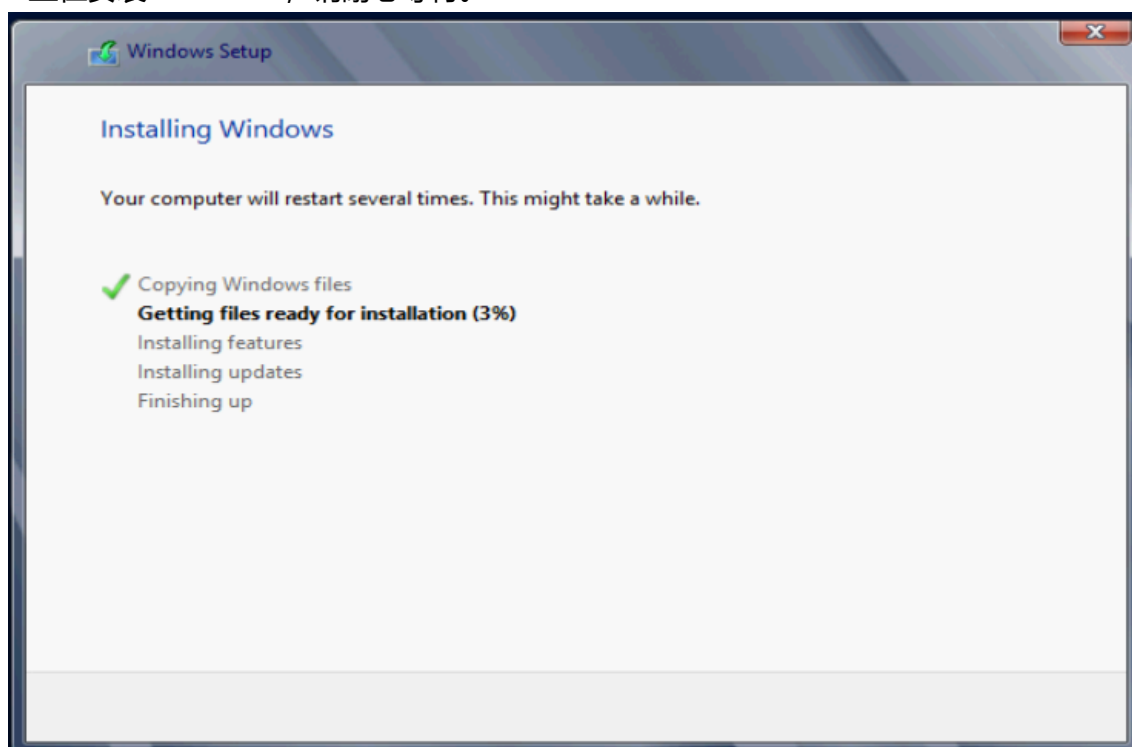 Windows Setup
Installing Windows
Your computer will restart several times. This might take a while.
Copying Windows files
Getting files ready for installation (3%)
Installing features
Installing updates
Finishing up